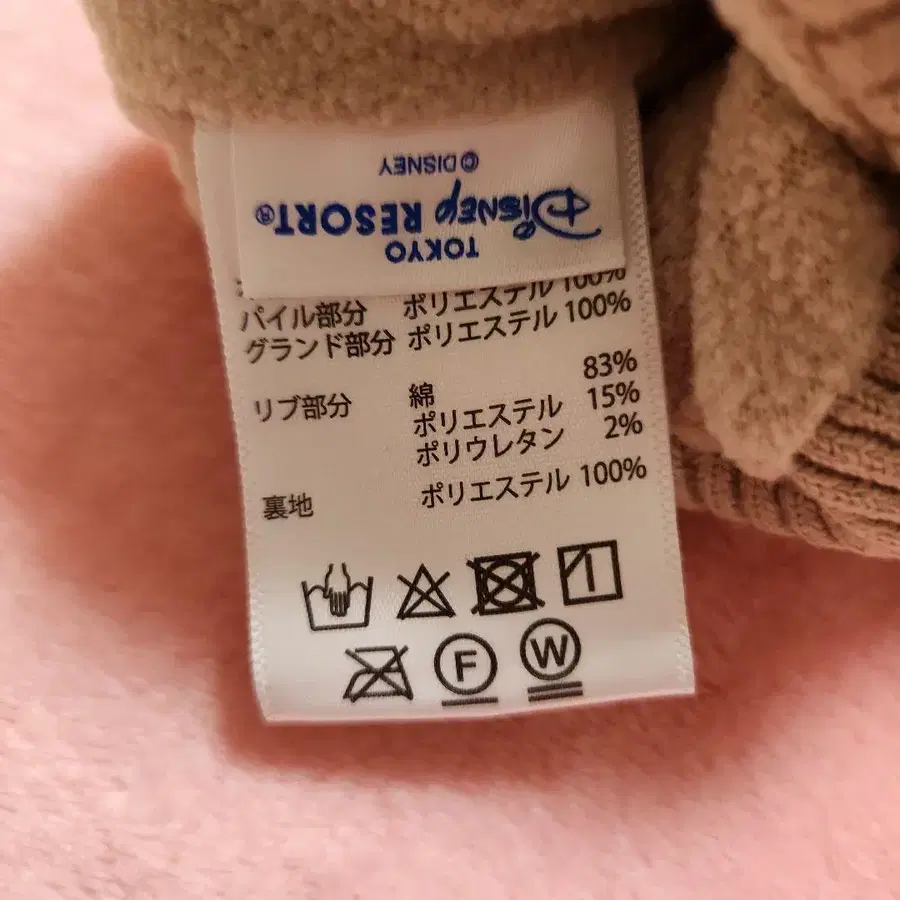 TOKYO
DISNEY RESORT®
© DISNEY
パイル部分 ポリエステル 100%
グランド部分 ポリエステル 100%
リブ部分 綿 83%
ポリエステル 15%
ポリウレタン 2%
裏地 ポリエステル 100%
F W